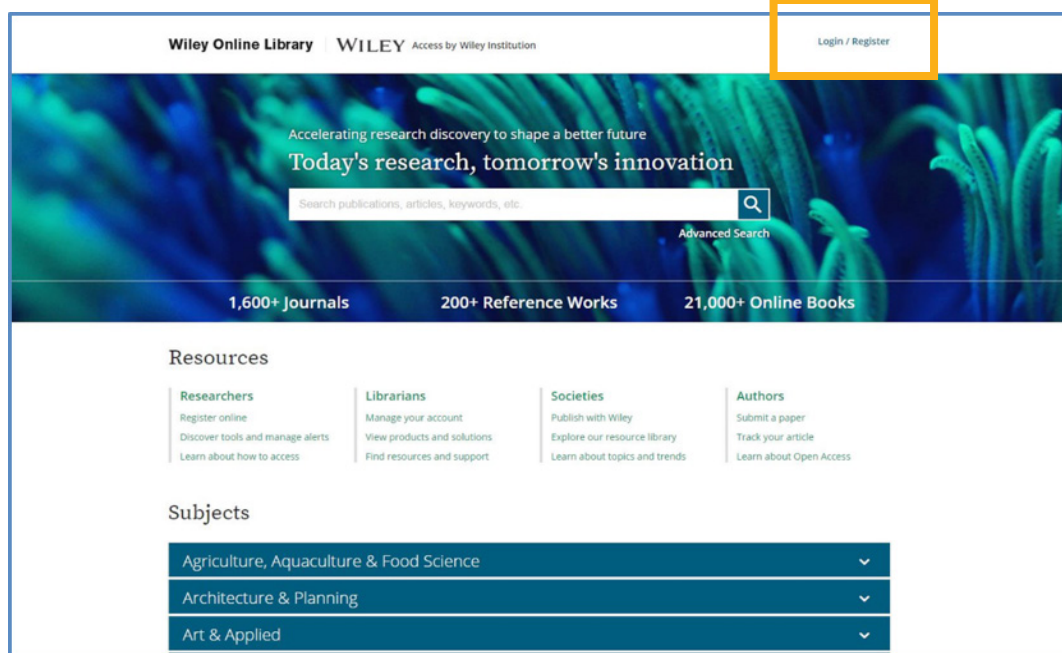 Wiley Online Library WILEY Access by Wiley Institution Login / Register
Accelerating research discovery to shape a better future
Today's research, tomorrow's innovation
Search publications, articles, keywords, etc.
Advanced Search
1,600+ Journals 200+ Reference Works 21,000+ Online Books
Resources
Researchers
Register online
Discover tools and manage alerts
Learn about how to access
Librarians
Manage your account
View products and solutions
Find resources and support
Societies
Publish with Wiley
Explore our resource library
Learn about topics and trends
Authors
Submit a paper
Track your article
Learn about Open Access
Subjects
Agriculture, Aquaculture & Food Science
Architecture & Planning
Art & Applied